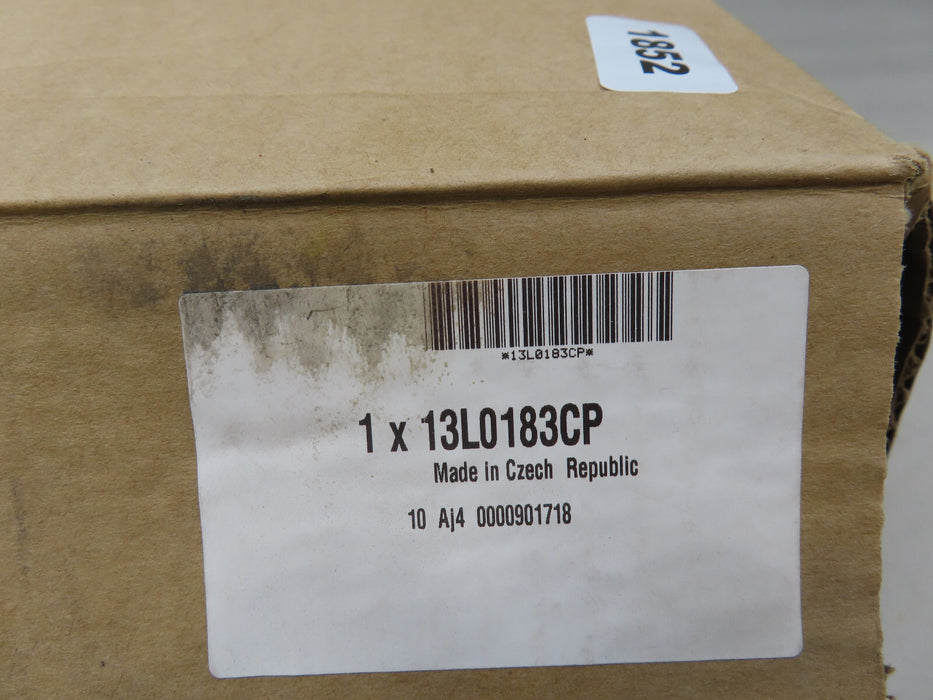 1852
*13L0183CP*
1 x 13L0183CP
Made in Czech Republic
10 Aj4 0000901718